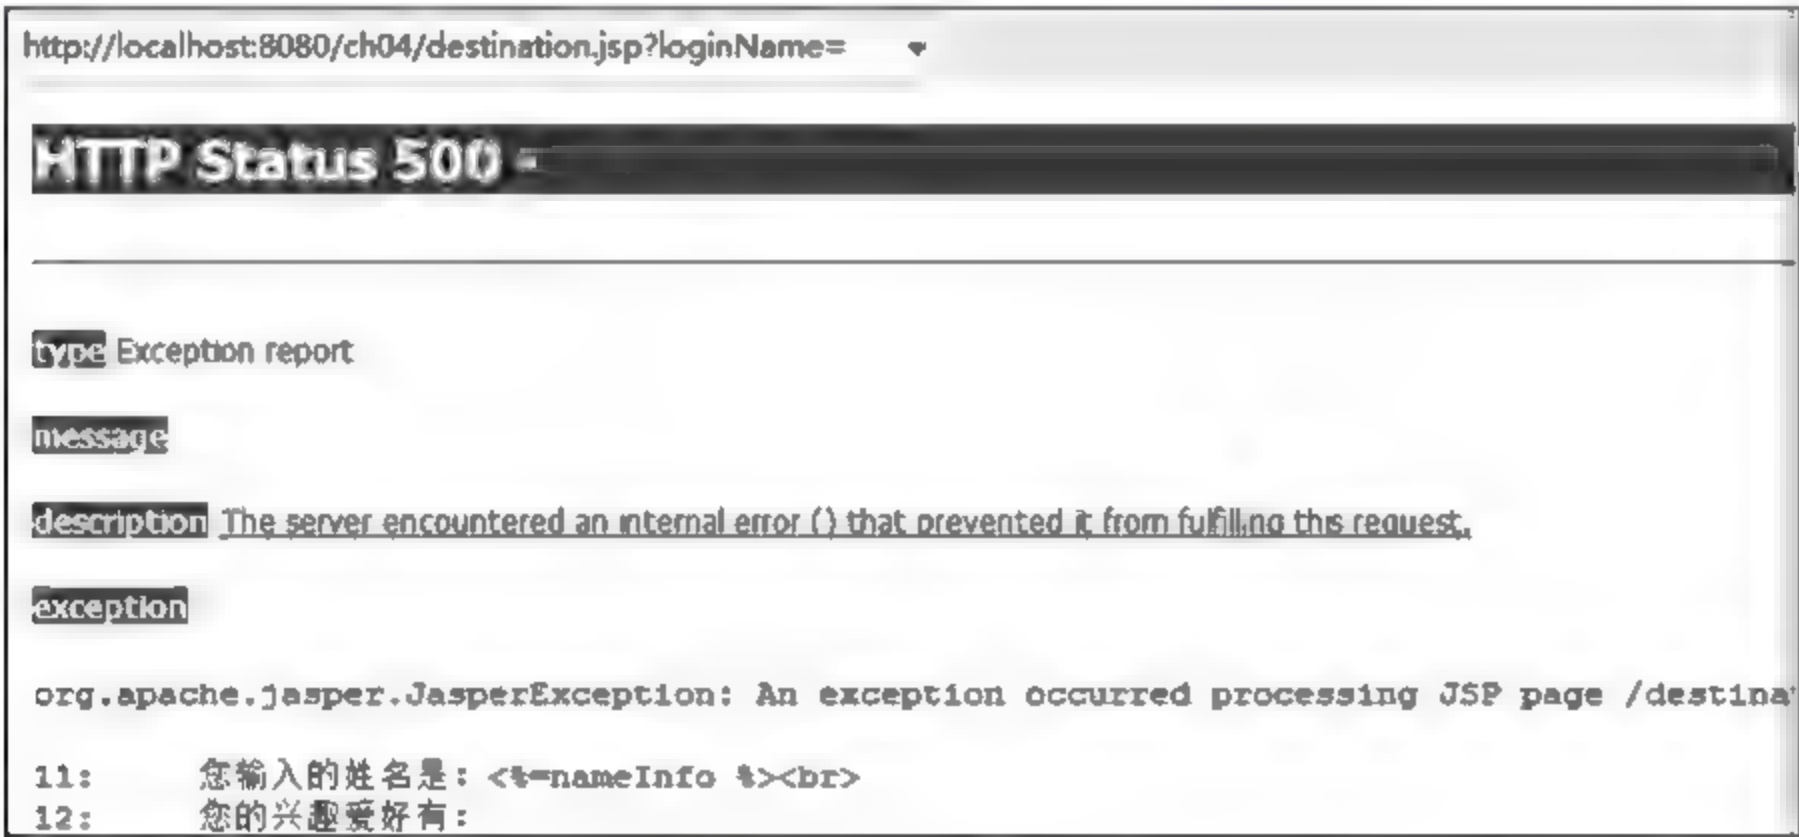 http://localhost:8080/ch04/destination.jsp?loginName=
HTTP Status 500 -
type Exception report
message
description The server encountered an internal error () that prevented it from fulfilling this request.
exception
org.apache.jasper.JasperException: An exception occurred processing JSP page /destina
11: 您输入的姓名是: <%=nameInfo %><br>
12: 您的兴趣爱好有: